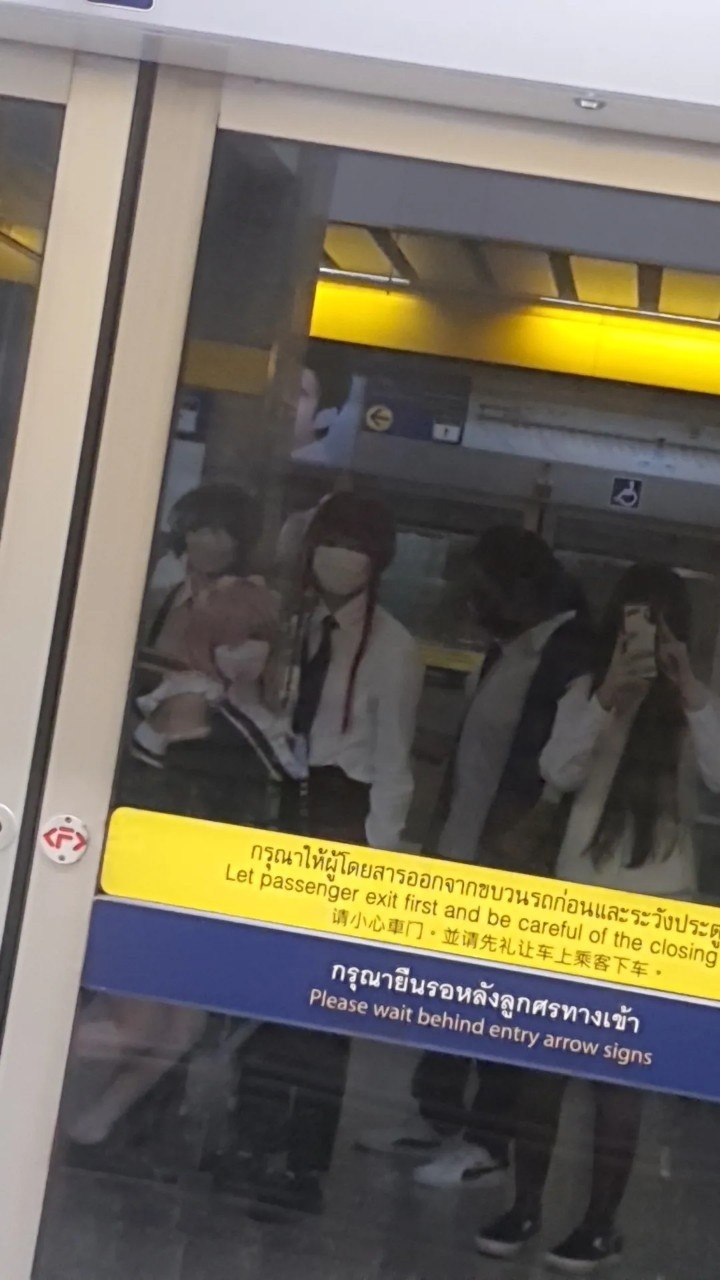 กรุณาให้ผู้โดยสารออกจากขบวนรถก่อนและระวังประตู
Let passenger exit first and be careful of the closing
请小心車门。並请先礼让车上乘客下车。
กรุณายืนรอหลังลูกศรทางเข้า
Please wait behind entry arrow signs